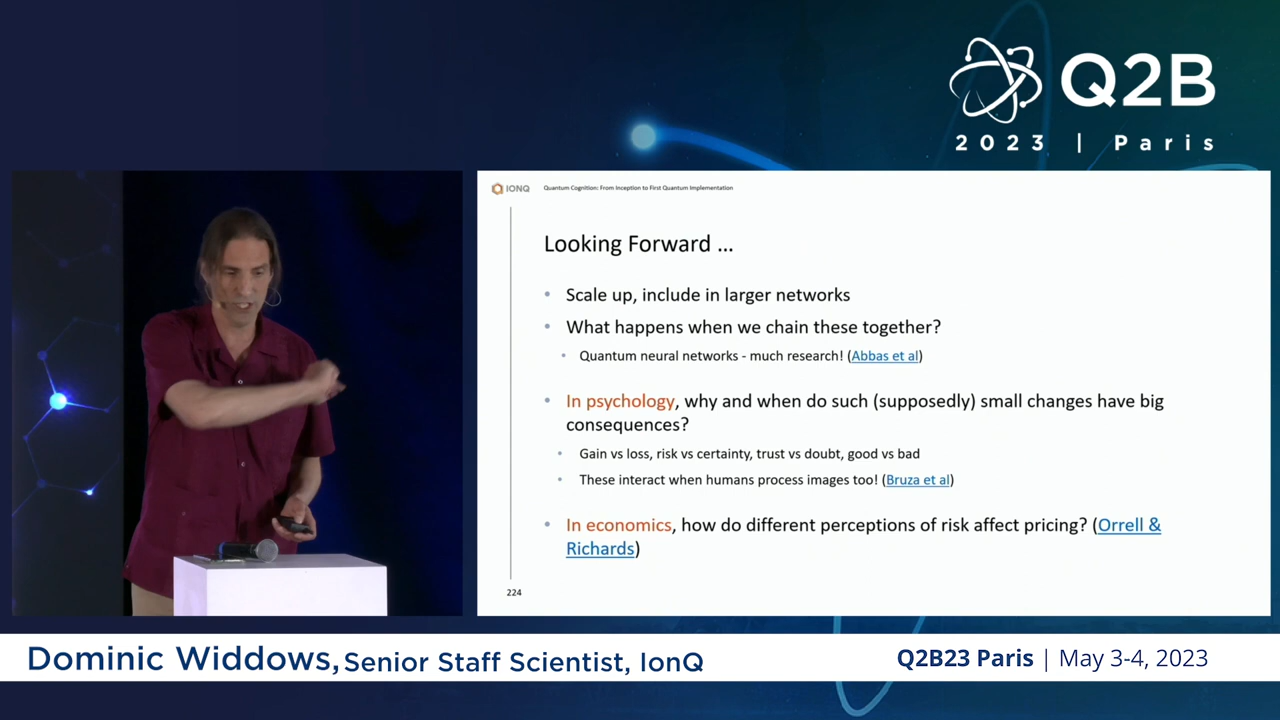 Q2B
2023 | Paris
IONQ
Quantum Cognition: From Inception to First Quantum Implementation
Looking Forward ...
• Scale up, include in larger networks
• What happens when we chain these together?
• Quantum neural networks - much research! (Abbas et al)
• In psychology, why and when do such (supposedly) small changes have big
consequences?
• Gain vs loss, risk vs certainty, trust vs doubt, good vs bad
• These interact when humans process images too! (Bruza et al)
• In economics, how do different perceptions of risk affect pricing? (Orrell &
Richards)
224
Dominic Widdows, Senior Staff Scientist, IonQ
Q2B23 Paris | May 3-4, 2023